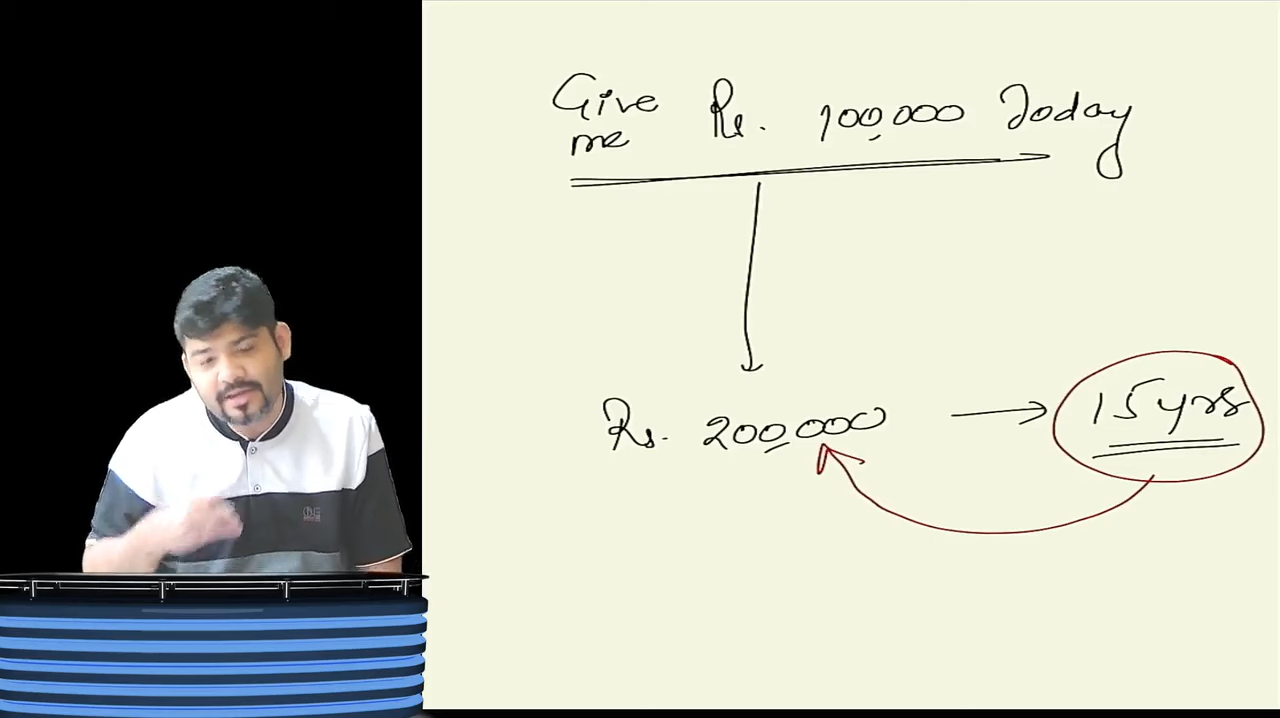 Give me Rs. 100,000 Today
Rs. 200,000 → 15 yrs